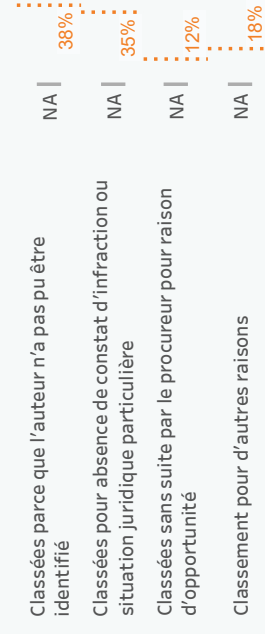 Classées parce que l’auteur n’a pas pu être
identifié
NA
38%
Classées pour absence de constat d’infraction ou
situation juridique particulière
NA
35%
Classées sans suite par le procureur pour raison
d’opportunité
NA
12%
Classement pour d’autres raisons
NA
18%